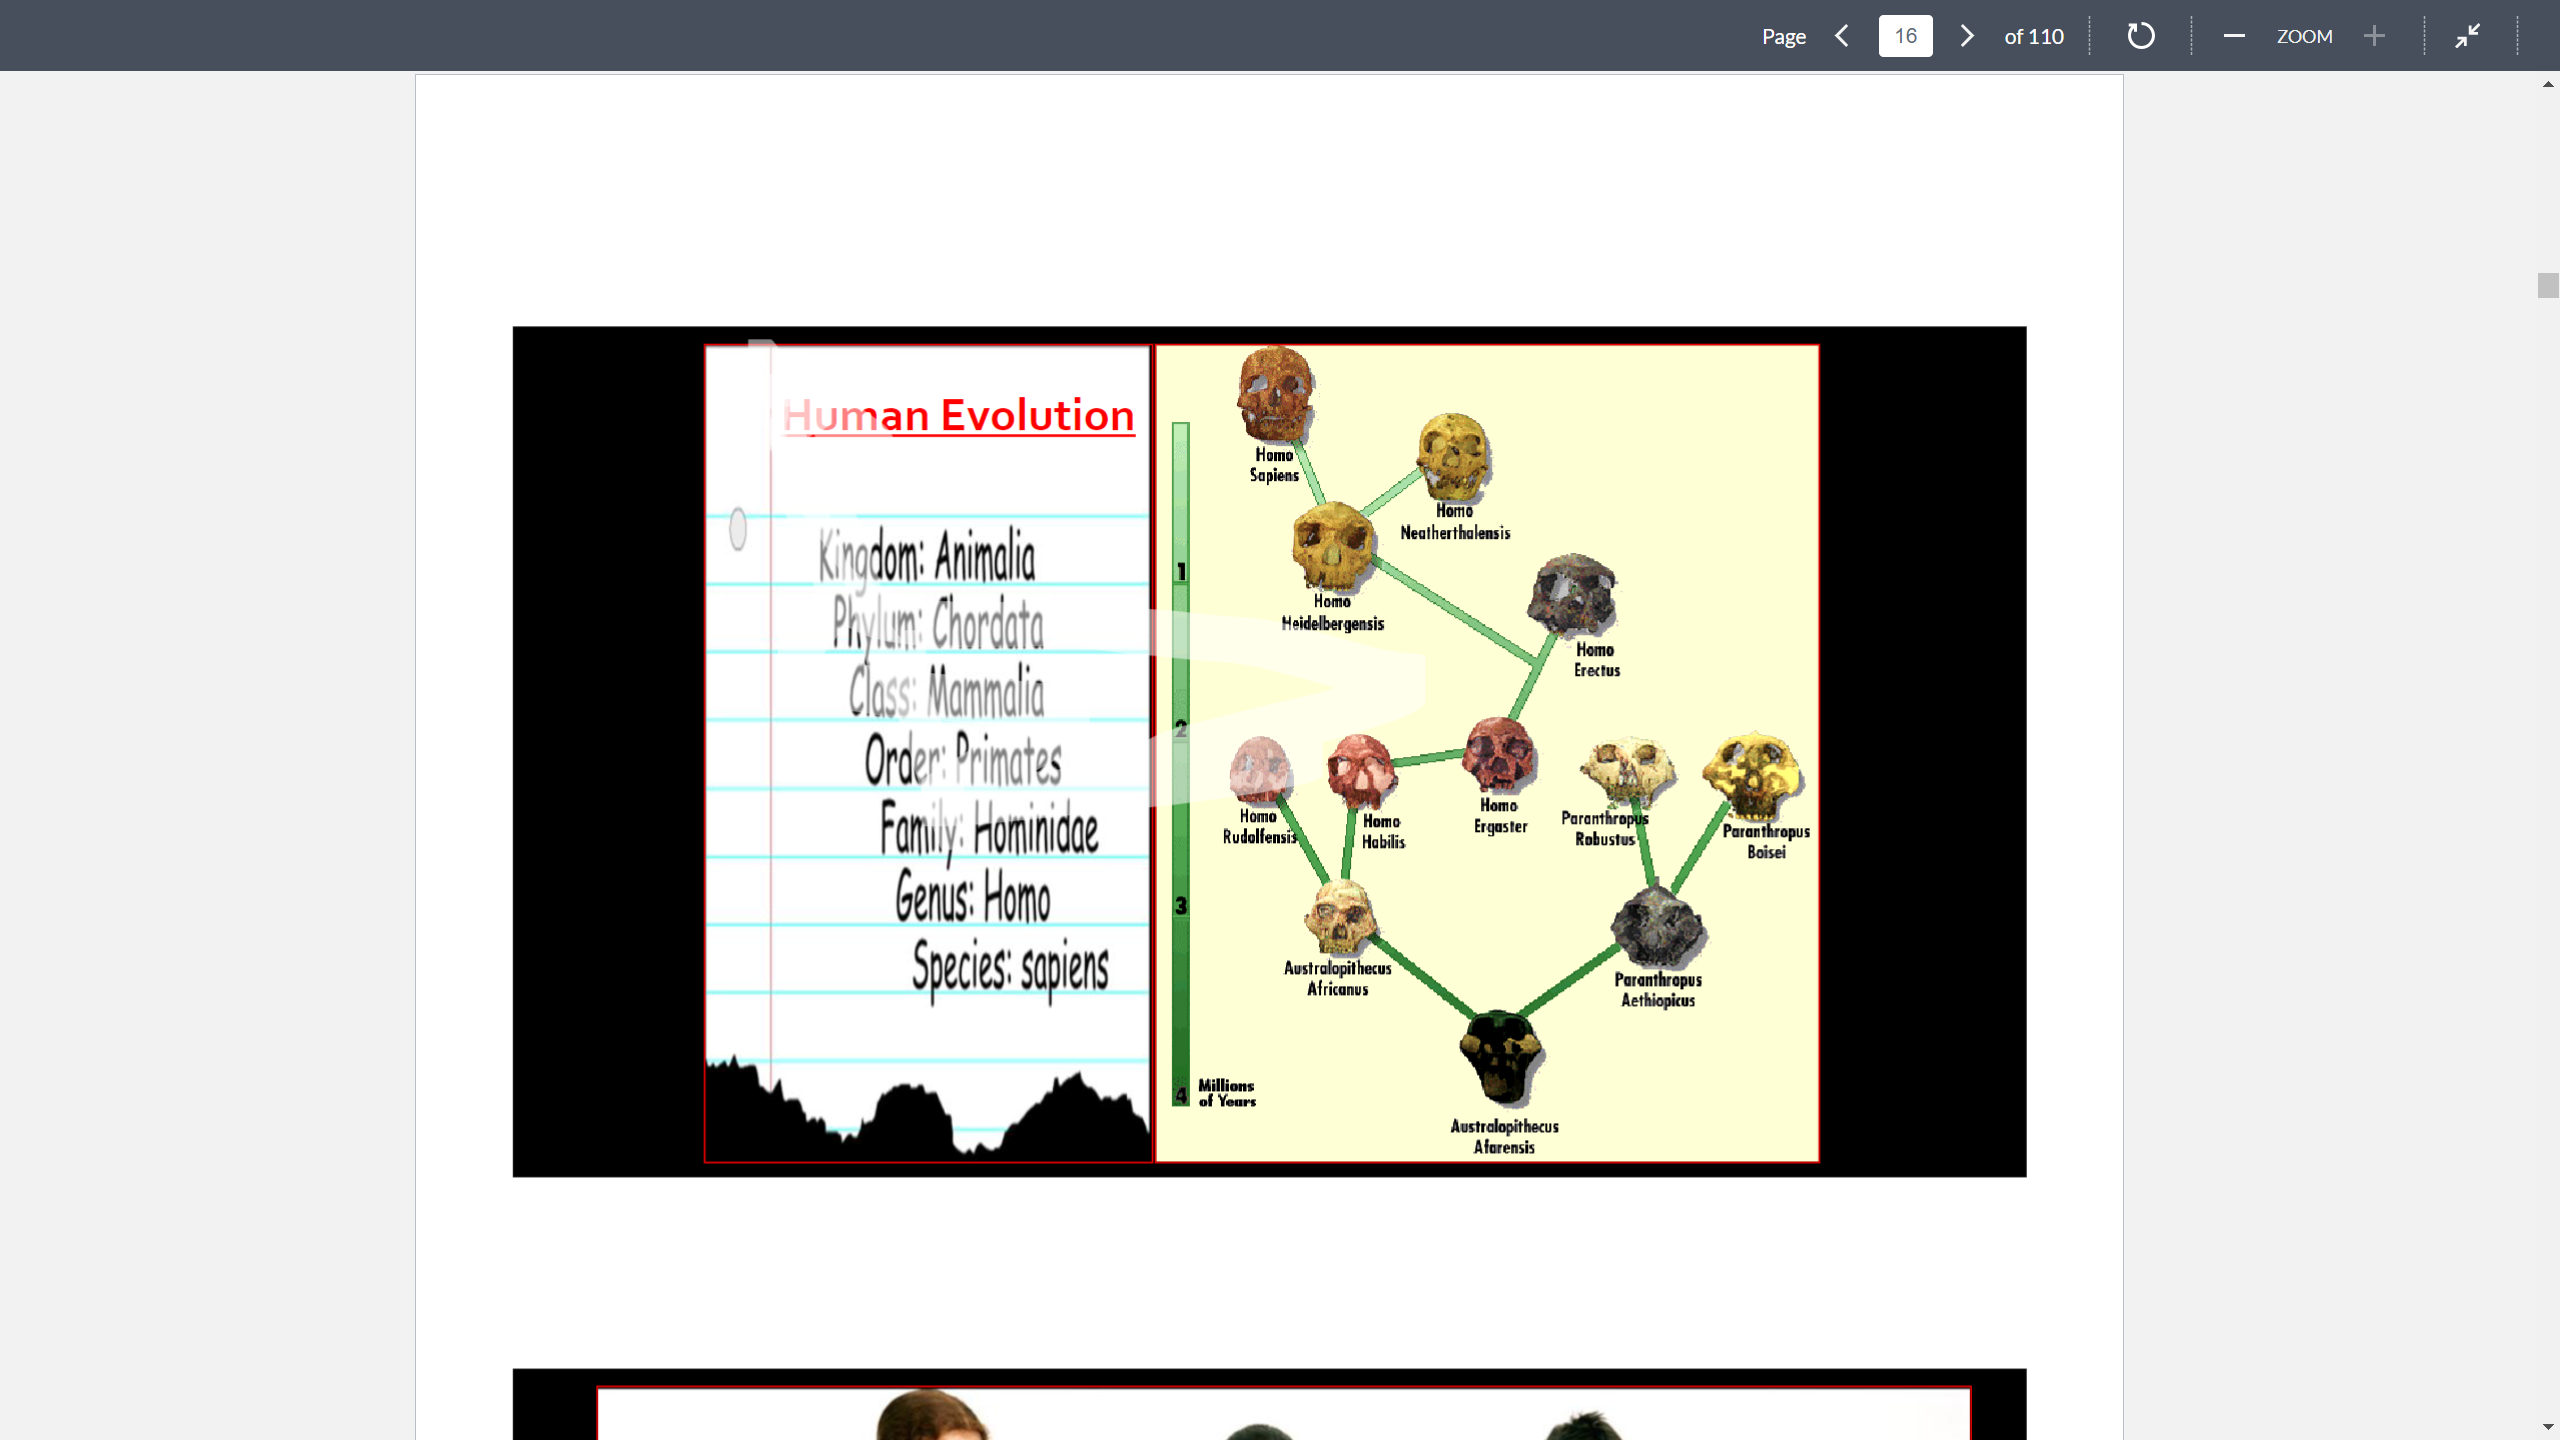 Page
16
of 110
ZOOM
Human Evolution
Kingdom: Animalia
Phylum: Chordata
Class: Mammalia
Order: Primates
Family: Hominidae
Genus: Homo
Species: sapiens
Homo
Sapiens
Homo
Neatherthalensis
1
Homo
Heidelbergensis
Homo
Erectus
2
Homo
Rudolfensis
Homo
Habilis
Homo
Ergaster
Paranthropus
Robustus
Paranthropus
Boisei
3
Australopithecus
Africanus
Paranthropus
Aethiopicus
4
Millions
of Years
Australopithecus
Afarensis